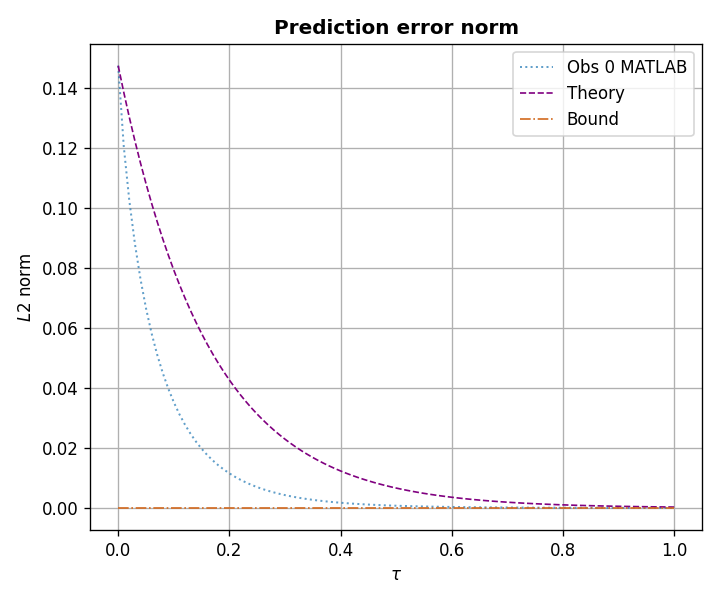 Prediction error norm
Obs 0 MATLAB
Theory
Bound
L2 norm
0.14
0.12
0.10
0.08
0.06
0.04
0.02
0.00
0.0 0.2 0.4 0.6 0.8 1.0
τ